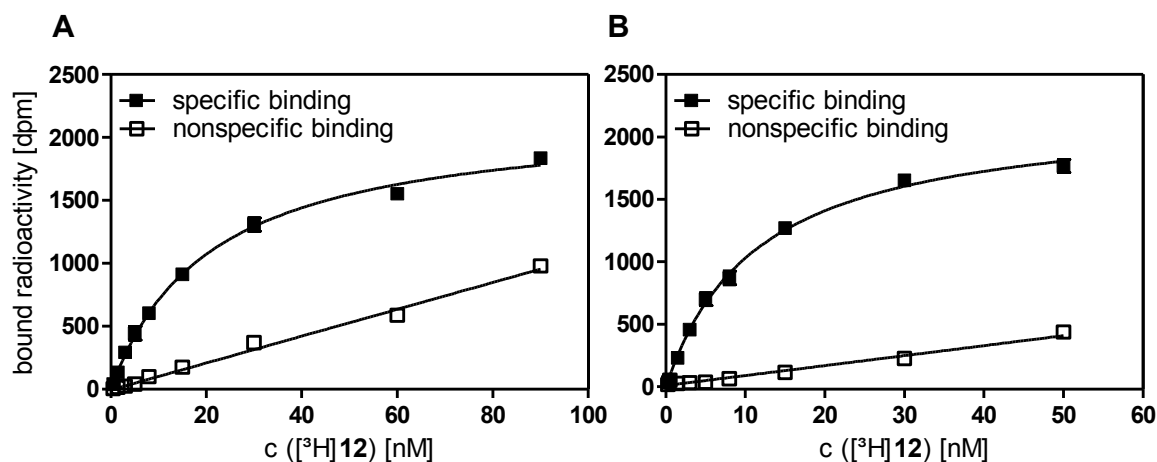 A
B
bound radioactivity [dpm]
2500
2000
1500
1000
500
0
specific binding
nonspecific binding
0 20 40 60 80 100
c ([³H]12) [nM]
2500
2000
1500
1000
500
0
specific binding
nonspecific binding
0 10 20 30 40 50 60
c ([³H]12) [nM]